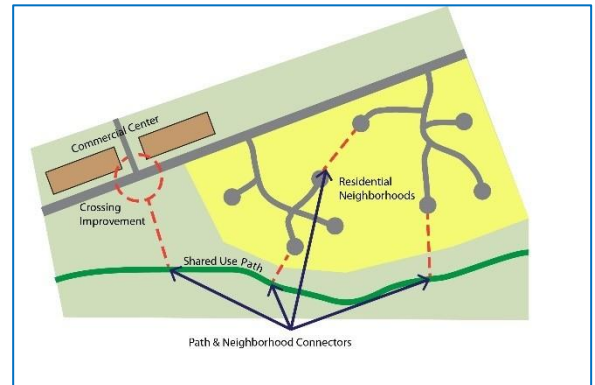 Commercial Center
Crossing
Improvement
Residential
Neighborhoods
Shared Use Path
Path & Neighborhood Connectors